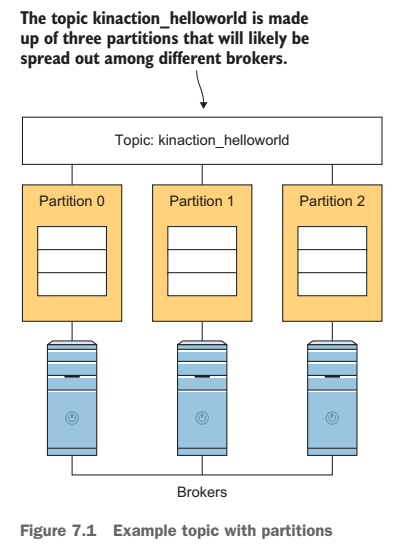 The topic kinaction_helloworld is made
up of three partitions that will likely be
spread out among different brokers.
Topic: kinaction_helloworld
Partition 0
Partition 1
Partition 2
Brokers
Figure 7.1 Example topic with partitions